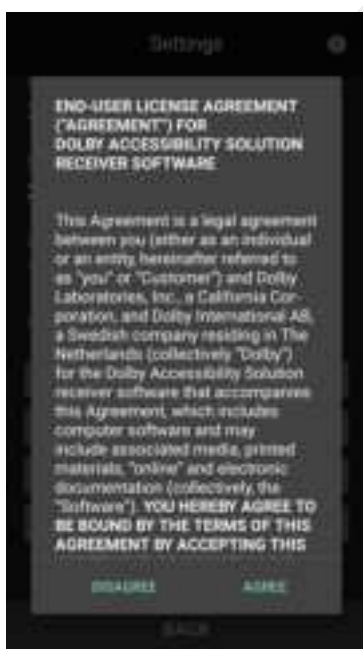 Settings
END-USER LICENSE AGREEMENT
("AGREEMENT") FOR
DOLBY ACCESSIBILITY SOLUTION
RECEIVER SOFTWARE
This Agreement is a legal agreement
between you (either as an individual
or an entity, hereinafter referred to
as "you" or "Customer") and Dolby
Laboratories, Inc., a California Cor-
poration, and Dolby International AB,
a Swedish company residing in The
Netherlands (collectively "Dolby")
for the Dolby Accessibility Solution
receiver software that accompanies
this Agreement, which includes
computer software and may
include associated media, printed
materials, "online" and electronic
documentation (collectively, the
"Software"). YOU HEREBY AGREE TO
BE BOUND BY THE TERMS OF THIS
AGREEMENT BY ACCEPTING THIS
DISAGREE AGREE
BACK